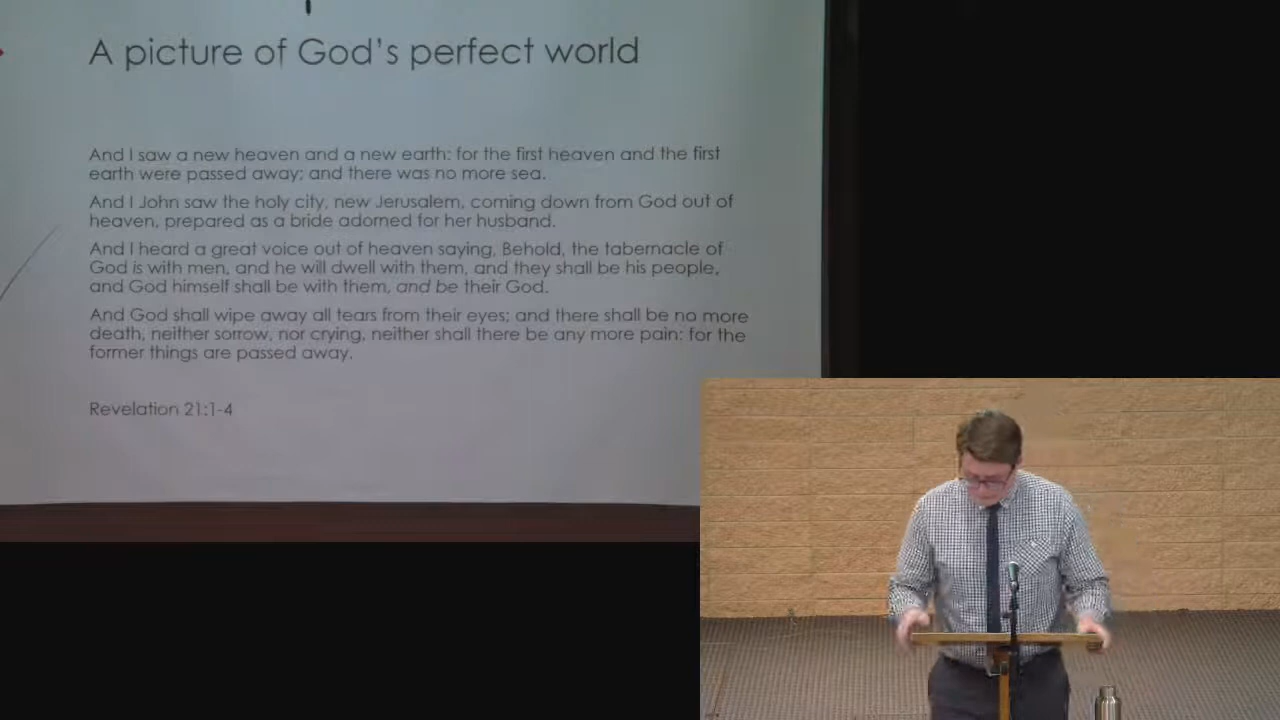 A picture of God's perfect world
And I saw a new heaven and a new earth: for the first heaven and the first
earth were passed away; and there was no more sea.
And I John saw the holy city, new Jerusalem, coming down from God out of
heaven, prepared as a bride adorned for her husband.
And I heard a great voice out of heaven saying, Behold, the tabernacle of
God is with men, and he will dwell with them, and they shall be his people,
and God himself shall be with them, and be their God.
And God shall wipe away all tears from their eyes; and there shall be no more
death, neither sorrow, nor crying, neither shall there be any more pain: for the
former things are passed away.
Revelation 21:1-4